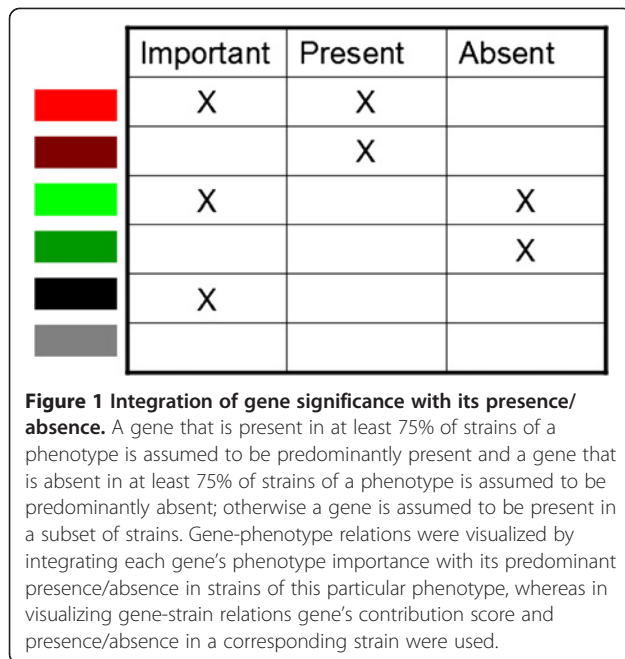 Important Present Absent
X X
X
X X
X
X
Figure 1 Integration of gene significance with its presence/
absence. A gene that is present in at least 75% of strains of a
phenotype is assumed to be predominantly present and a gene that
is absent in at least 75% of strains of a phenotype is assumed to be
predominantly absent; otherwise a gene is assumed to be present in
a subset of strains. Gene-phenotype relations were visualized by
integrating each gene's phenotype importance with its predominant
presence/absence in strains of this particular phenotype, whereas in
visualizing gene-strain relations gene's contribution score and
presence/absence in a corresponding strain were used.